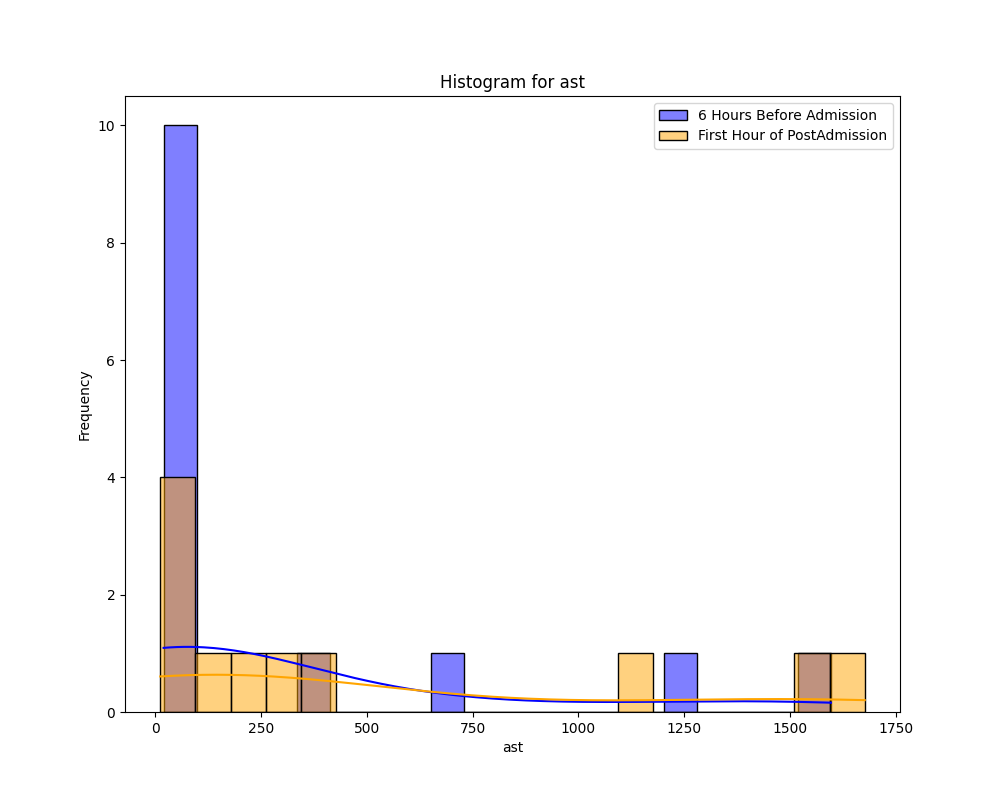 Histogram for ast
6 Hours Before Admission
First Hour of PostAdmission
Frequency
10
8
6
4
2
0
0 250 500 750 1000 1250 1500 1750
ast